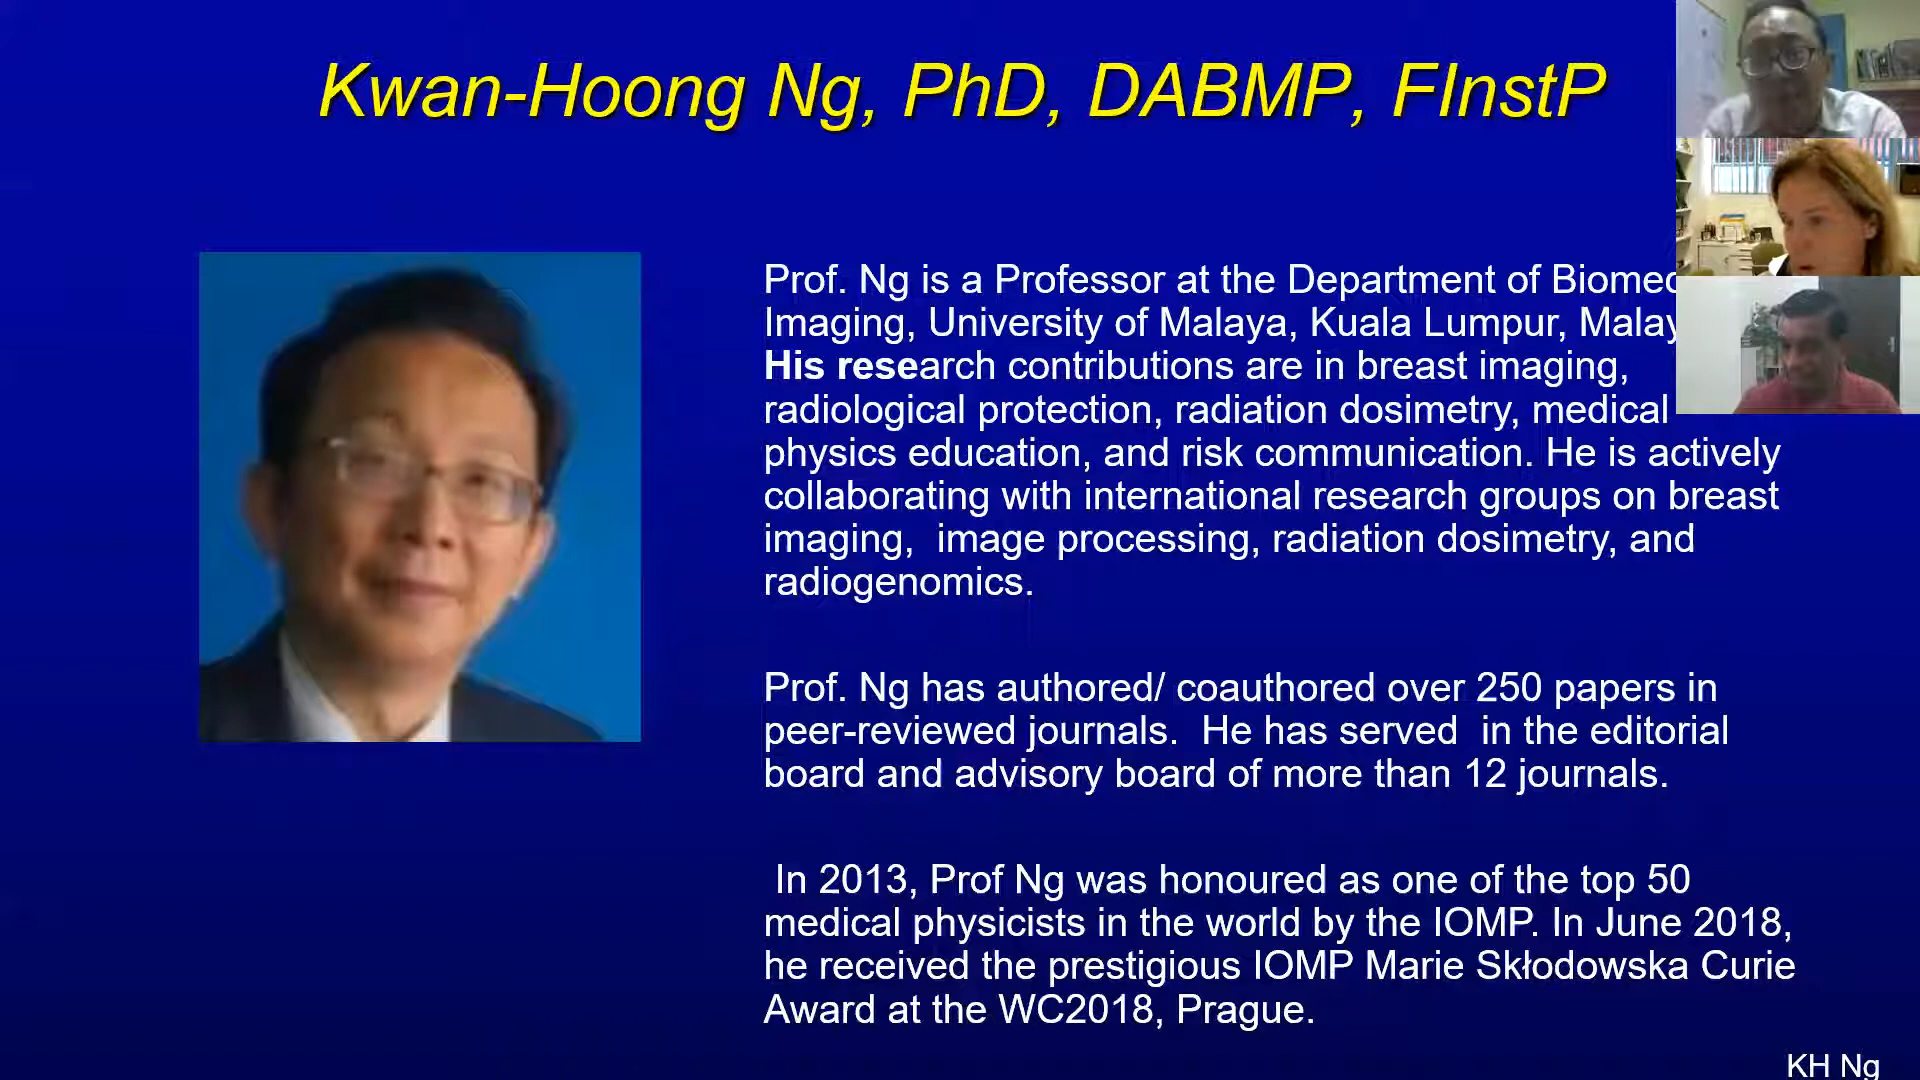 Kwan-Hoong Ng, PhD, DABMP, FInstP
Prof. Ng is a Professor at the Department of
Imaging, University of Malaya, Kuala Lumpur,
His research contributions are in breast imaging,
radiological protection, radiation dosimetry, medical
physics education, and risk communication. He is actively
collaborating with international research groups on breast
imaging,  image processing, radiation dosimetry, and
radiogenomics.
Prof. Ng has authored/ coauthored over 250 papers in
peer-reviewed journals.  He has served  in the editorial
board and advisory board of more than 12 journals.
In 2013, Prof Ng was honoured as one of the top 50
medical physicists in the world by the IOMP. In June 2018,
he received the prestigious IOMP Marie Skłodowska Curie
Award at the WC2018, Prague.
KH Ng